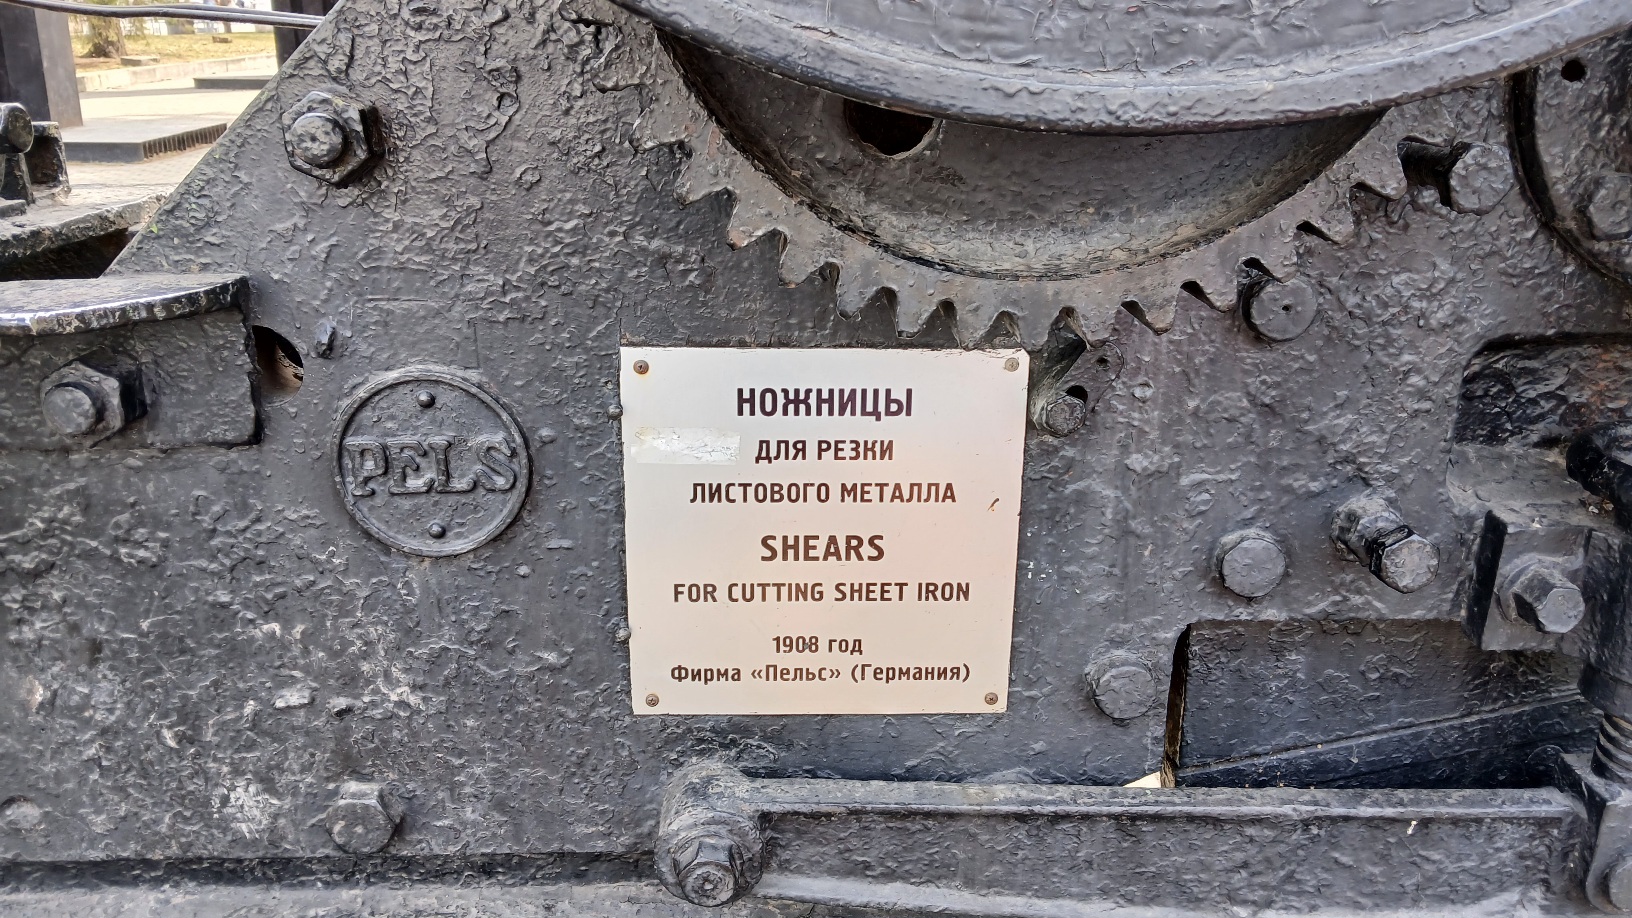 PELS
НОЖНИЦЫ
ДЛЯ РЕЗКИ
ЛИСТОВОГО МЕТАЛЛА
SHEARS
FOR CUTTING SHEET IRON
1908 год
Фирма «Пельс» (Германия)